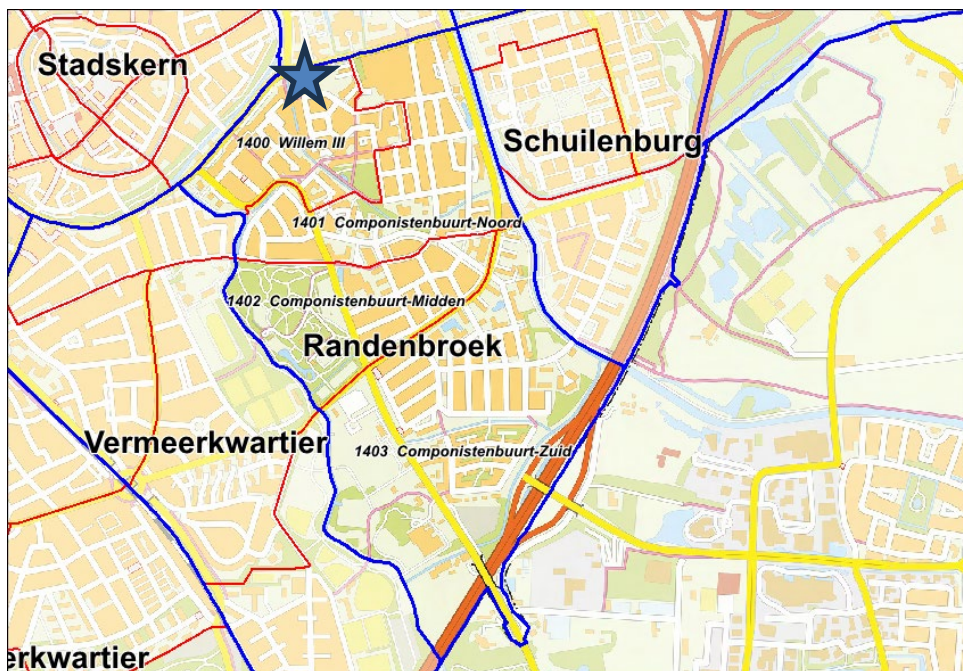 Stadskern
Schuilenburg
1400 Willem III
1401 Componistenbuurt-Noord
1402 Componistenbuurt-Midden
Randenbroek
Vermeerkwartier
1403 Componistenbuurt-Zuid
erkwartier